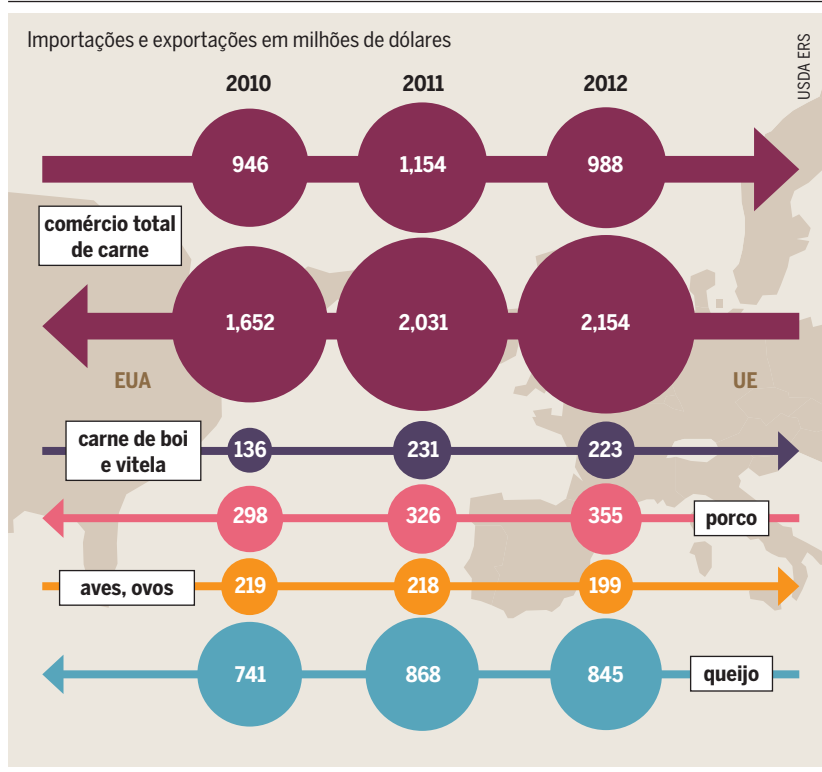 Importações e exportações em milhões de dólares
USDA ERS
2010 2011 2012
946 1,154 988
comércio total
de carne
1,652 2,031 2,154
EUA UE
carne de boi
e vitela
136 231 223
298 326 355 porco
aves, ovos 219 218 199
741 868 845 queijo